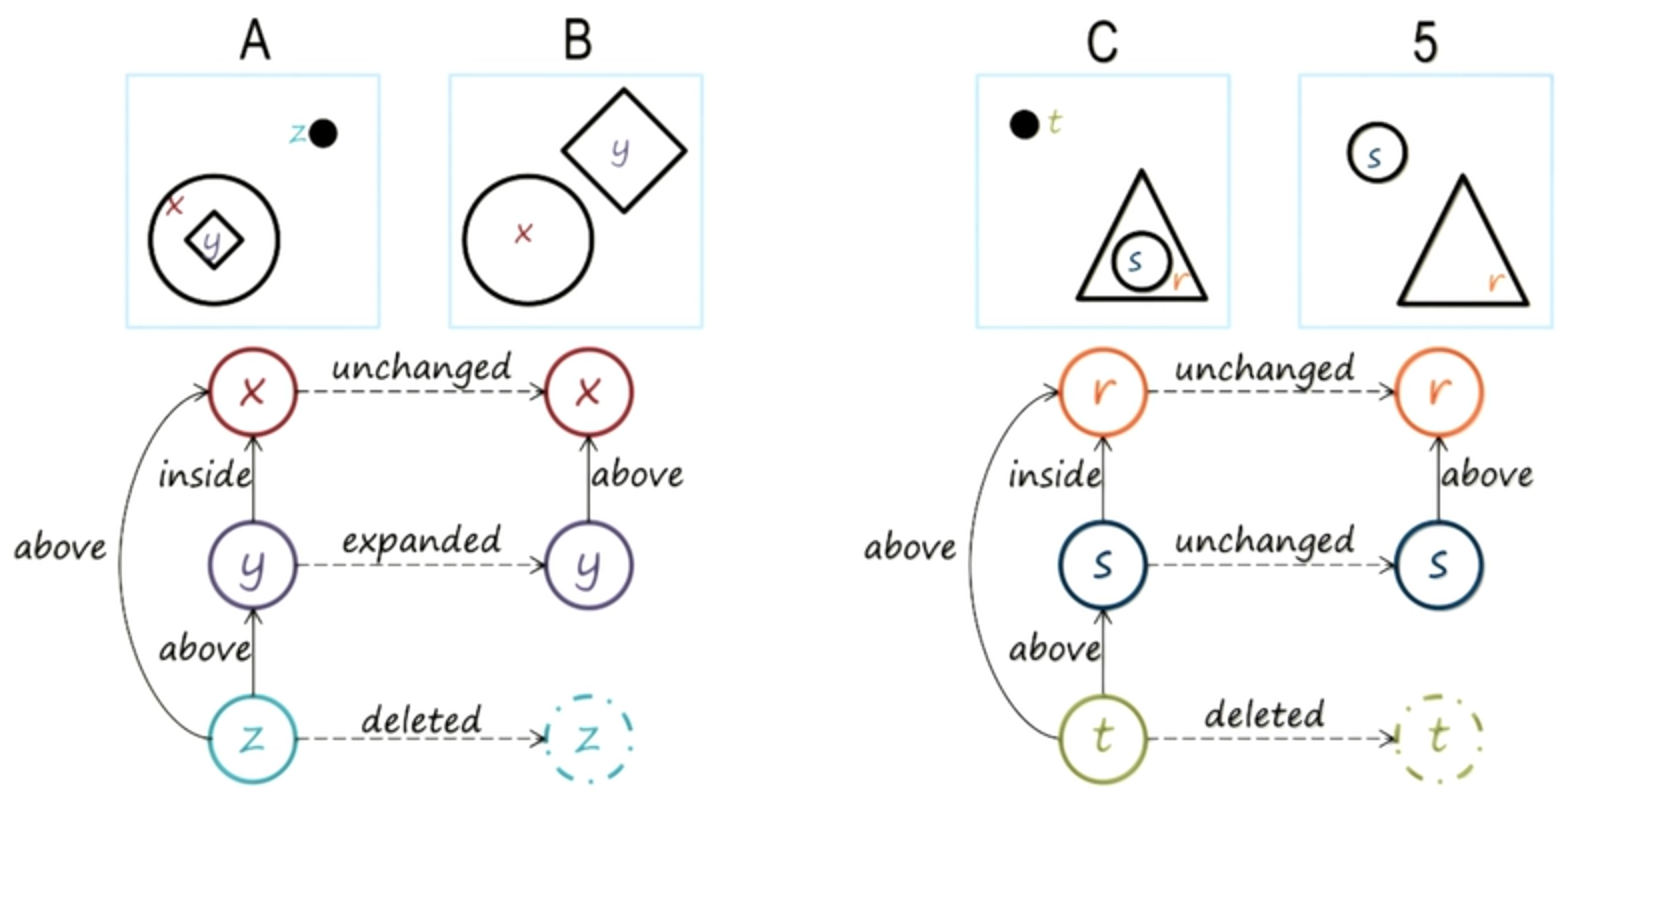 A B C 5
z t
y s
x r
y x s r
x unchanged x r unchanged r
inside above inside above
above y expanded y above s unchanged s
above above
z deleted z t deleted t